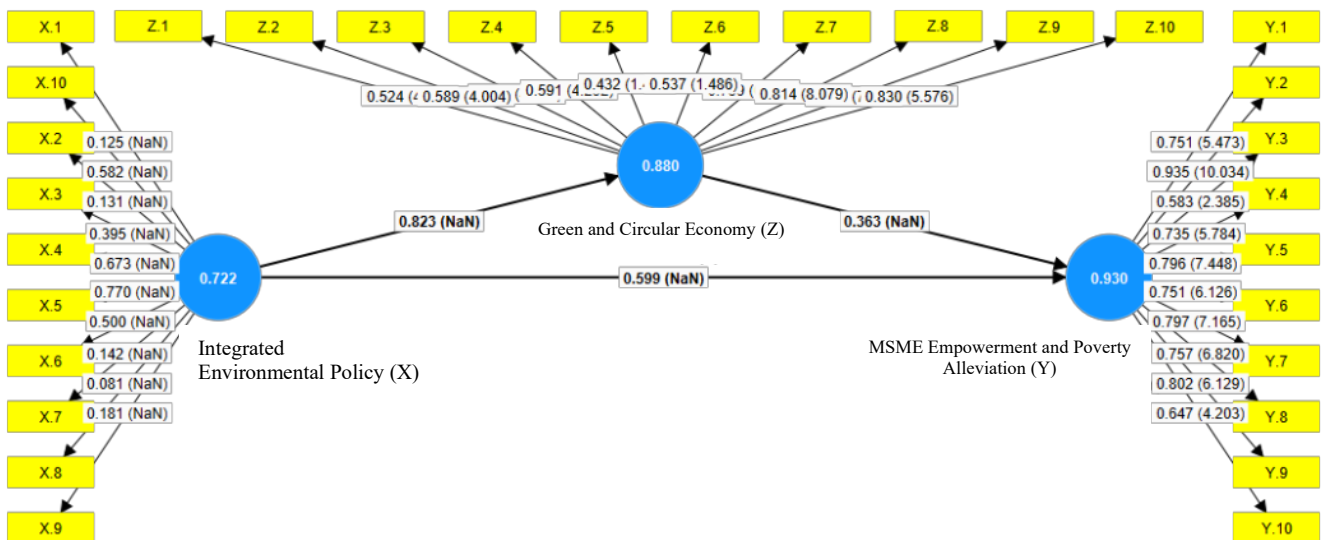 X.1
Z.1
Z.2
Z.3
Z.4
Z.5
Z.6
Z.7
Z.8
Z.9
Z.10
Y.1
X.10
X.2
X.3
X.4
X.5
X.6
X.7
X.8
X.9
0.125 (NaN)
0.582 (NaN)
0.131 (NaN)
0.395 (NaN)
0.673 (NaN)
0.770 (NaN)
0.500 (NaN)
0.142 (NaN)
0.081 (NaN)
0.181 (NaN)
0.722
Integrated
Environmental Policy (X)
0.524
0.589 (4.004)
0.591
0.432 (1.
0.537 (1.486)
0.814 (8.079)
0.830 (5.576)
0.880
Green and Circular Economy (Z)
0.823 (NaN)
0.363 (NaN)
0.599 (NaN)
0.930
MSME Empowerment and Poverty
Alleviation (Y)
0.751 (5.473)
0.935 (10.034)
0.583 (2.385)
0.735 (5.784)
0.796 (7.448)
0.751 (6.126)
0.797 (7.165)
0.757 (6.820)
0.802 (6.129)
0.647 (4.203)
Y.2
Y.3
Y.4
Y.5
Y.6
Y.7
Y.8
Y.9
Y.10